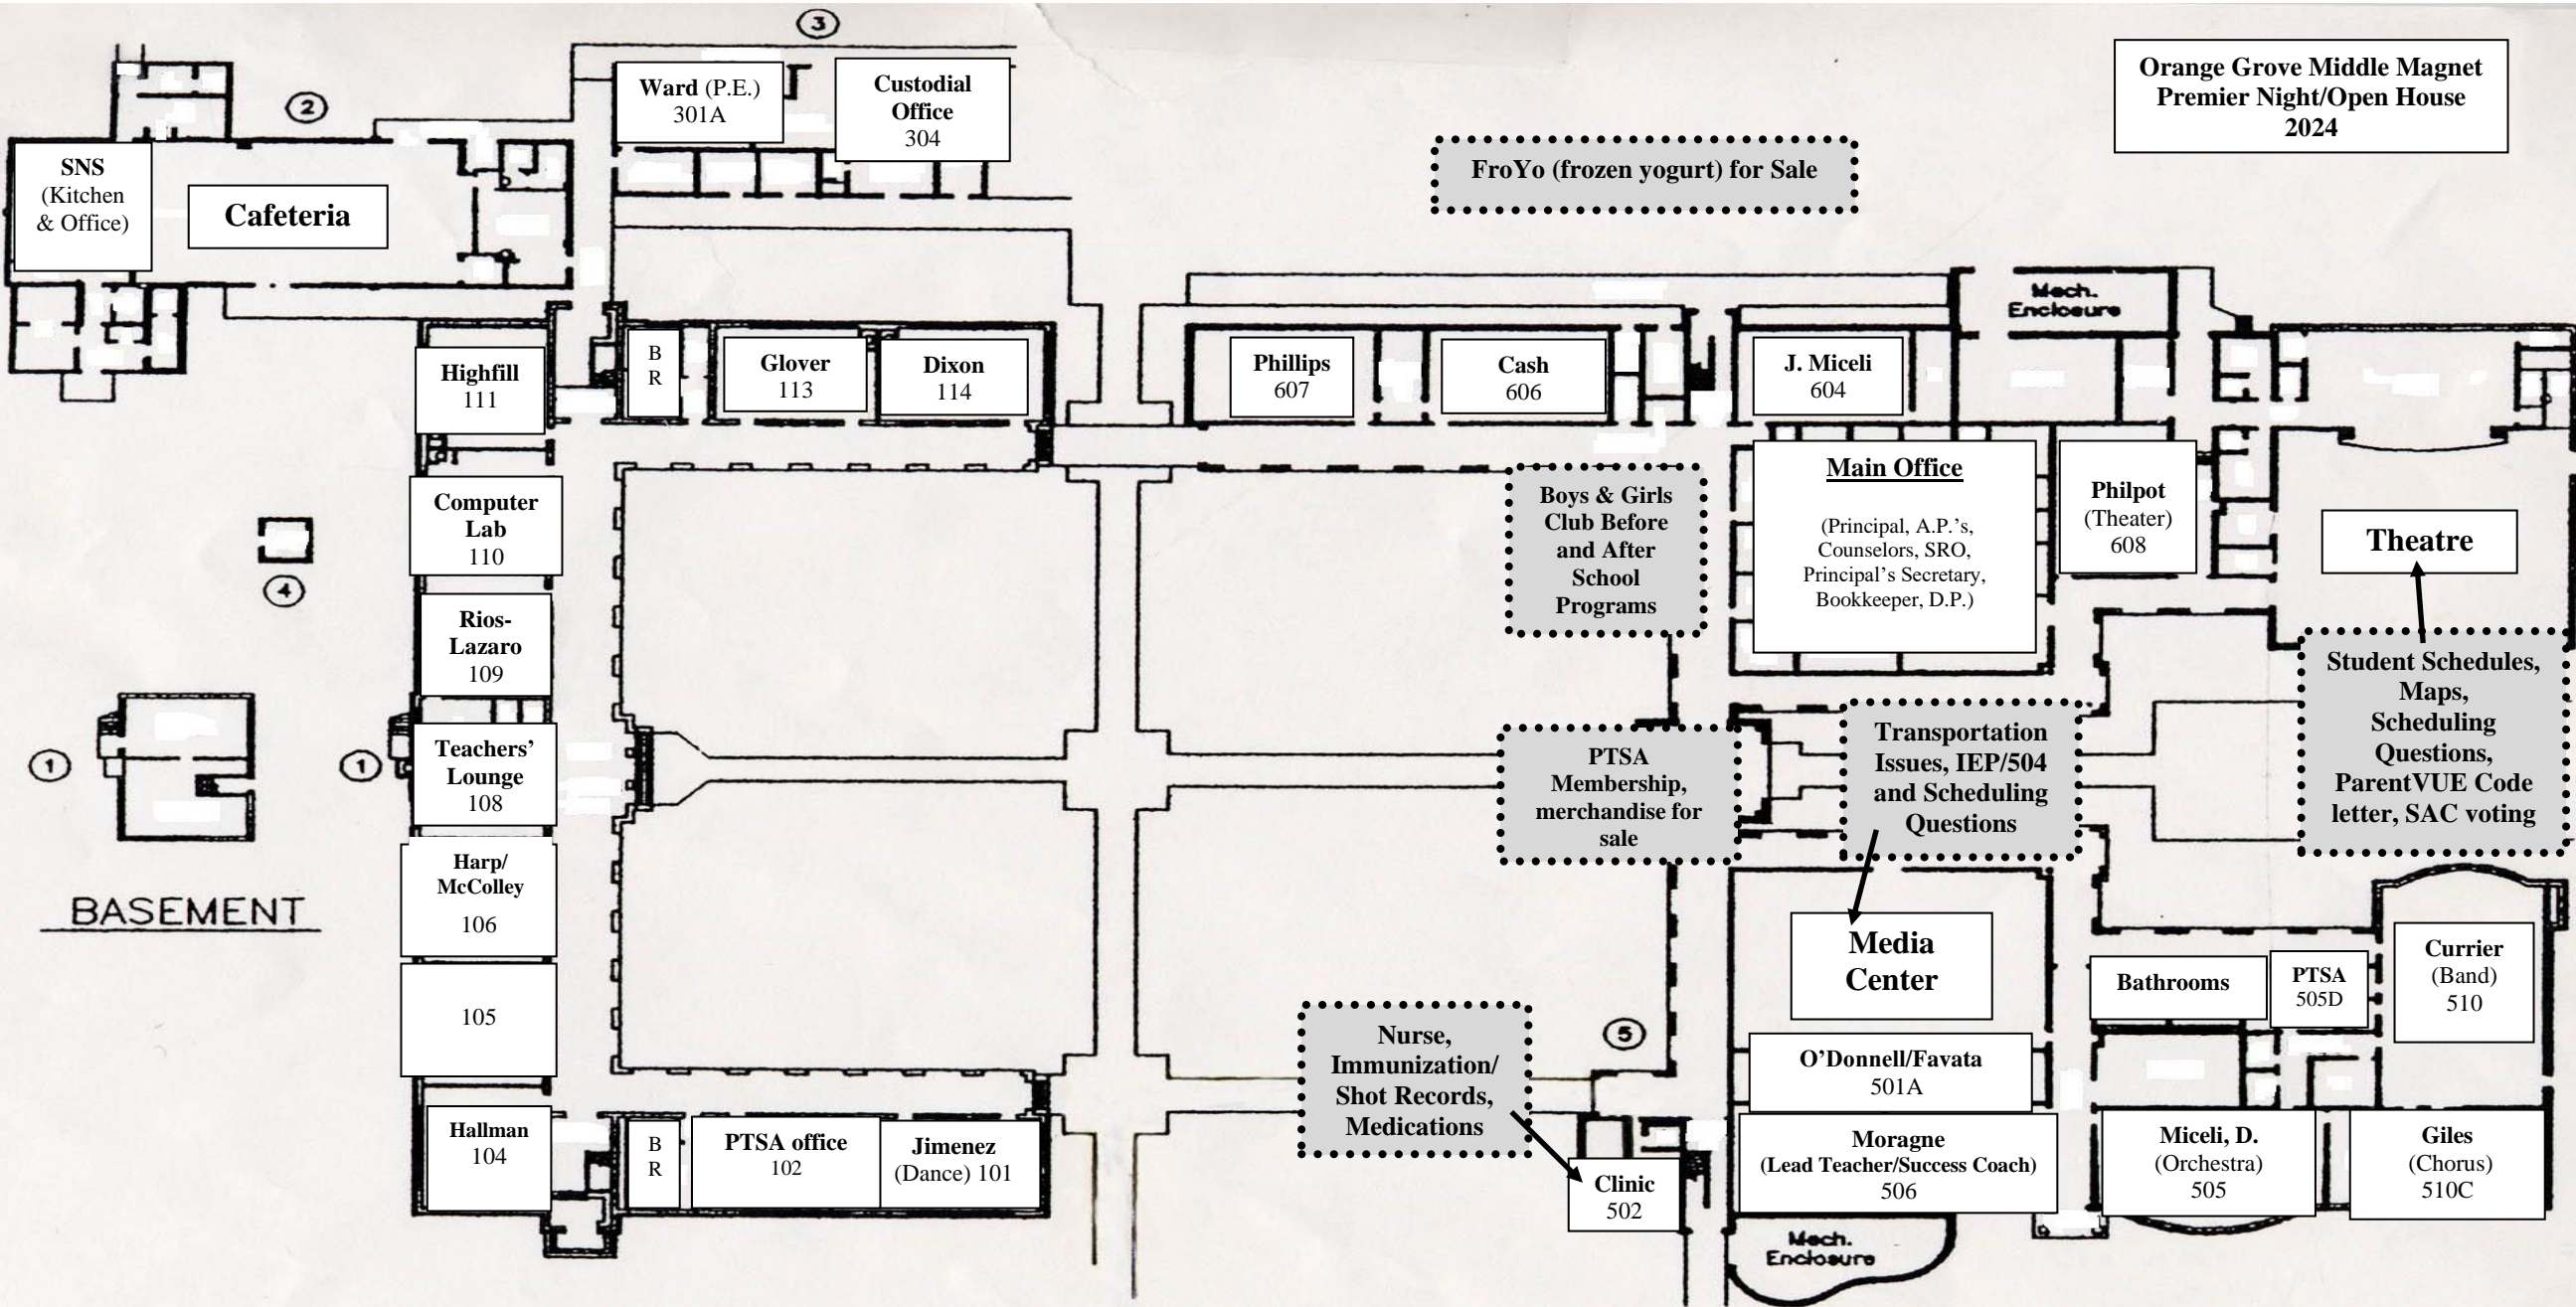 3
Orange Grove Middle Magnet
Premier Night/Open House
2024
2
Ward (P.E.)
301A
Custodial
Office
304
SNS
(Kitchen
& Office)
Cafeteria
FroYo (frozen yogurt) for Sale
Mech.
Enclosure
Highfill
111
B
R
Glover
113
Dixon
114
Phillips
607
Cash
606
J. Miceli
604
Computer
Lab
110
4
Boys & Girls
Club Before
and After
School
Programs
Main Office
(Principal, A.P.'s,
Counselors, SRO,
Principal's Secretary,
Bookkeeper, D.P.)
Philpot
(Theater)
608
Theatre
Rios-
Lazaro
109
Student Schedules,
Maps,
Scheduling
Questions,
ParentVUE Code
letter, SAC voting
1
1
Teachers'
Lounge
108
PTSA
Membership,
merchandise for
sale
Transportation
Issues, IEP/504
and Scheduling
Questions
BASEMENT
Harp/
McColley
106
Media
Center
Bathrooms
PTSA
505D
Currier
(Band)
510
105
Nurse,
Immunization/
Shot Records,
Medications
5
O'Donnell/Favata
501A
Hallman
104
B
R
PTSA office
102
Jimenez
(Dance) 101
Clinic
502
Moragne
(Lead Teacher/Success Coach)
506
Miceli, D.
(Orchestra)
505
Giles
(Chorus)
510C
Mech.
Enclosure